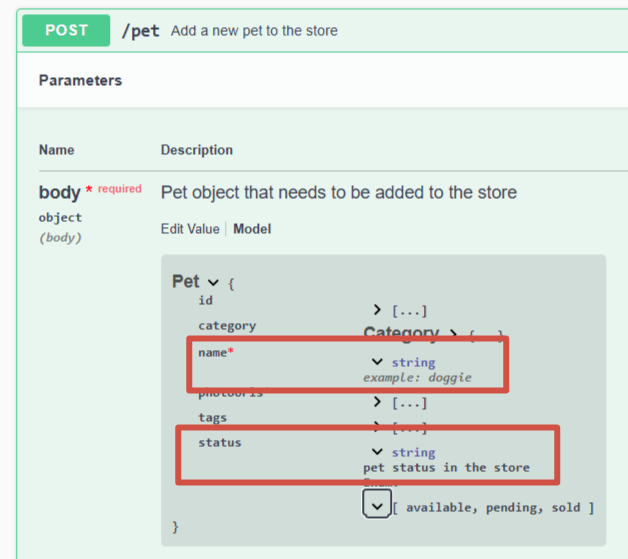 POST /pet Add a new pet to the store
Parameters
Name Description
body * required Pet object that needs to be added to the store
object
(body)
Edit Value | Model
Pet {
id [...]
category Category {...}
name* string
example: doggie
photoUrls* [...]
tags [...]
status string
pet status in the store
Enum:
[ available, pending, sold ]
}